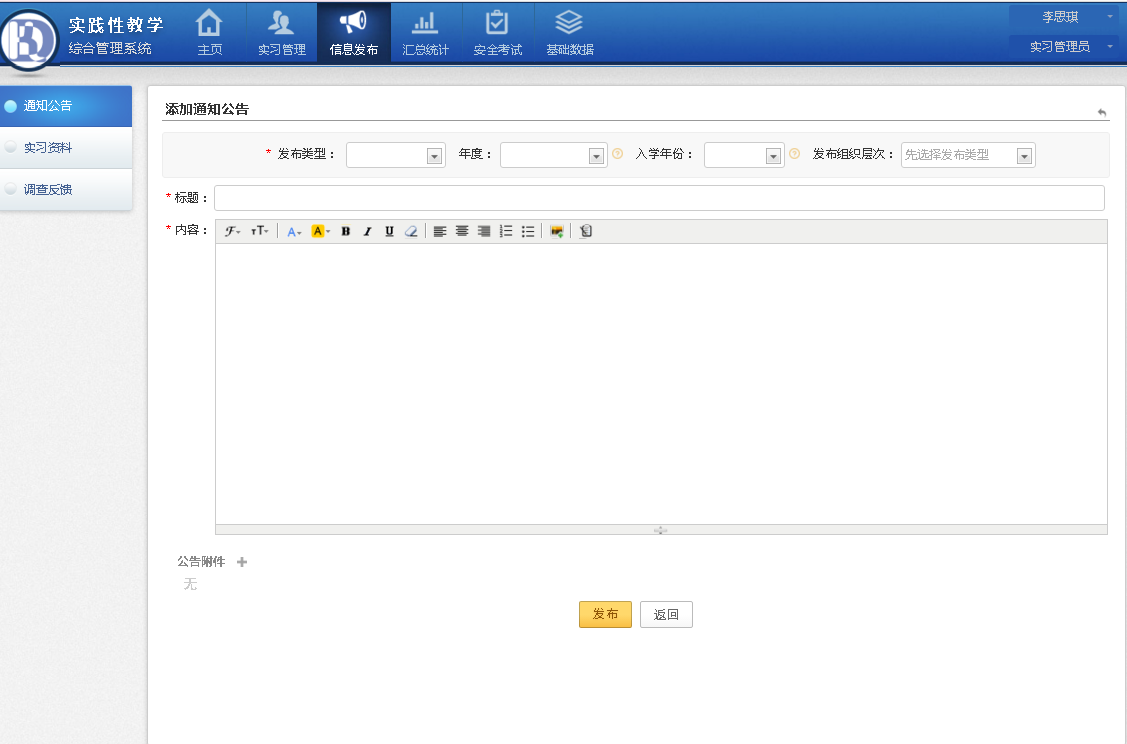 实践性教学
综合管理系统
主页
实习管理
信息发布
汇总统计
安全考试
基础数据
李思琪
实习管理员
通知公告
实习资料
调查反馈
添加通知公告
* 发布类型：
年度：
入学年份：
发布组织层次：
先选择发布类型
* 标题：
* 内容：
公告附件
无
发布
返回